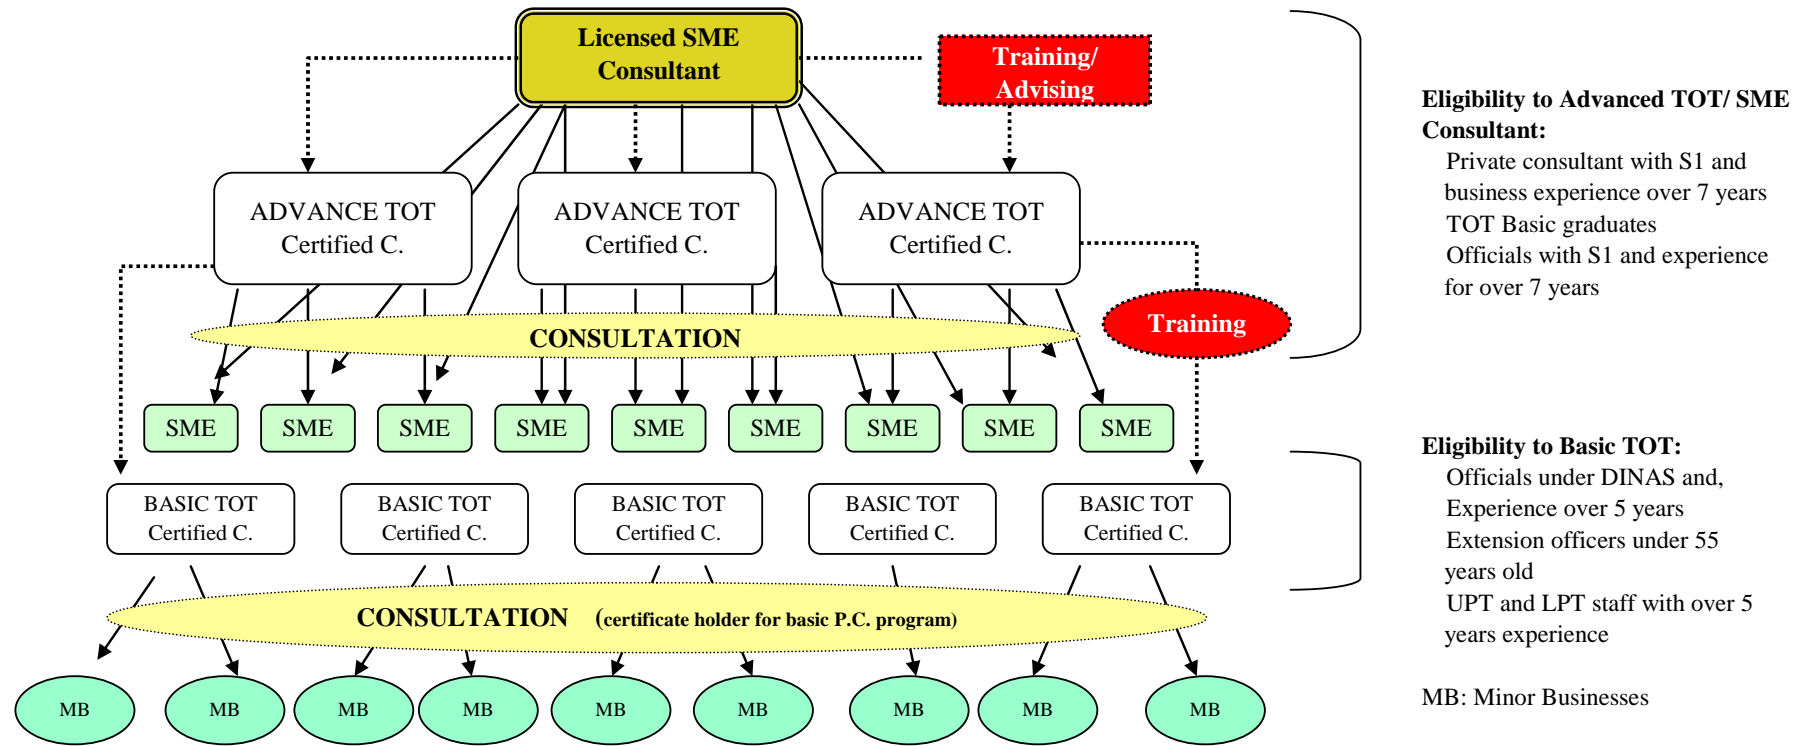 Licensed SME
Consultant
Training/
Advising
ADVANCE TOT
Certified C.
ADVANCE TOT
Certified C.
ADVANCE TOT
Certified C.
CONSULTATION
Training
SME
SME
SME
SME
SME
SME
SME
SME
SME
BASIC TOT
Certified C.
BASIC TOT
Certified C.
BASIC TOT
Certified C.
BASIC TOT
Certified C.
BASIC TOT
Certified C.
CONSULTATION (certificate holder for basic P.C. program)
MB
MB
MB
MB
MB
MB
MB
MB
MB
Eligibility to Advanced TOT/ SME
Consultant:
Private consultant with S1 and
business experience over 7 years
TOT Basic graduates
Officials with S1 and experience
for over 7 years
Eligibility to Basic TOT:
Officials under DINAS and,
Experience over 5 years
Extension officers under 55
years old
UPT and LPT staff with over 5
years experience
MB: Minor Businesses